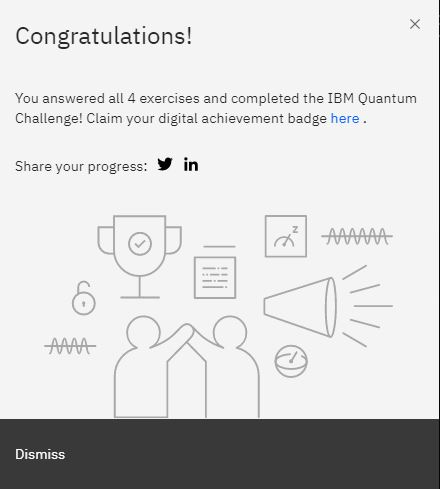 Congratulations!
You answered all 4 exercises and completed the IBM Quantum
Challenge! Claim your digital achievement badge here .
Share your progress:
in
z
Dismiss